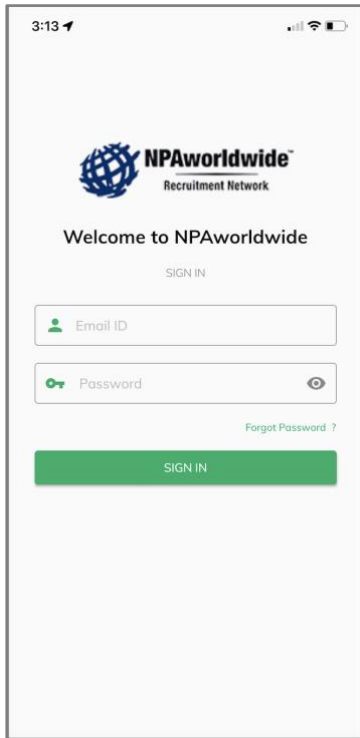 3:13
NPAworldwide™
Recruitment Network
Welcome to NPAworldwide
SIGN IN
Email ID
Password
Forgot Password ?
SIGN IN